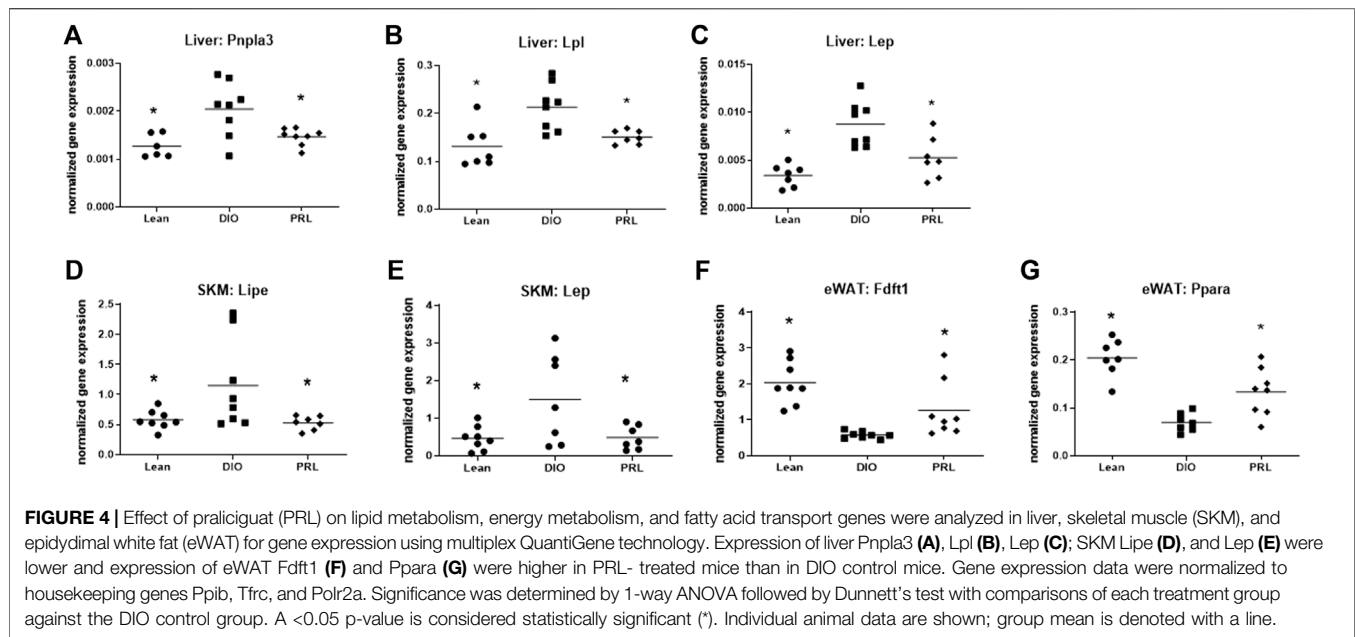 A
Liver: Pnpla3
normalized gene expression
0.003
0.002
0.001
0.000
*
*
Lean DIO PRL
B
Liver: Lpl
normalized gene expression
0.3
0.2
0.1
0.0
*
*
Lean DIO PRL
C
Liver: Lep
normalized gene expression
0.015
0.010
0.005
0.000
*
*
Lean DIO PRL
D
SKM: Lipe
normalized gene expression
2.5
2.0
1.5
1.0
0.5
0.0
*
*
Lean DIO PRL
E
SKM: Lep
normalized gene expression
4
3
2
1
0
*
*
Lean DIO PRL
F
eWAT: Fdft1
normalized gene expression
4
3
2
1
0
*
*
Lean DIO PRL
G
eWAT: Ppara
normalized gene expression
0.3
0.2
0.1
0.0
*
*
Lean DIO PRL
FIGURE 4 | Effect of praliciguat (PRL) on lipid metabolism, energy metabolism, and fatty acid transport genes were analyzed in liver, skeletal muscle (SKM), and
epidydimal white fat (eWAT) for gene expression using multiplex QuantiGene technology. Expression of liver Pnpla3 (A), Lpl (B), Lep (C); SKM Lipe (D), and Lep (E) were
lower and expression of eWAT Fdft1 (F) and Ppara (G) were higher in PRL- treated mice than in DIO control mice. Gene expression data were normalized to
housekeeping genes Ppib, Tfrc, and Polr2a. Significance was determined by 1-way ANOVA followed by Dunnett's test with comparisons of each treatment group
against the DIO control group. A <0.05 p-value is considered statistically significant (*). Individual animal data are shown; group mean is denoted with a line.